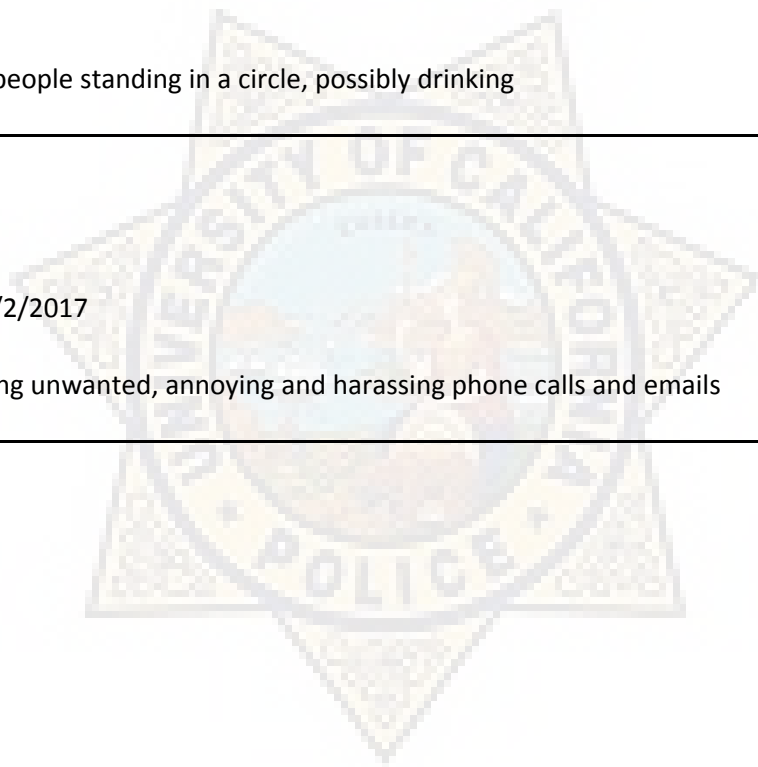 people standing in a circle, possibly drinking
/2/2017
ng unwanted, annoying and harassing phone calls and emails
UNIVERSITY OF CALIFORNIA
POLICE